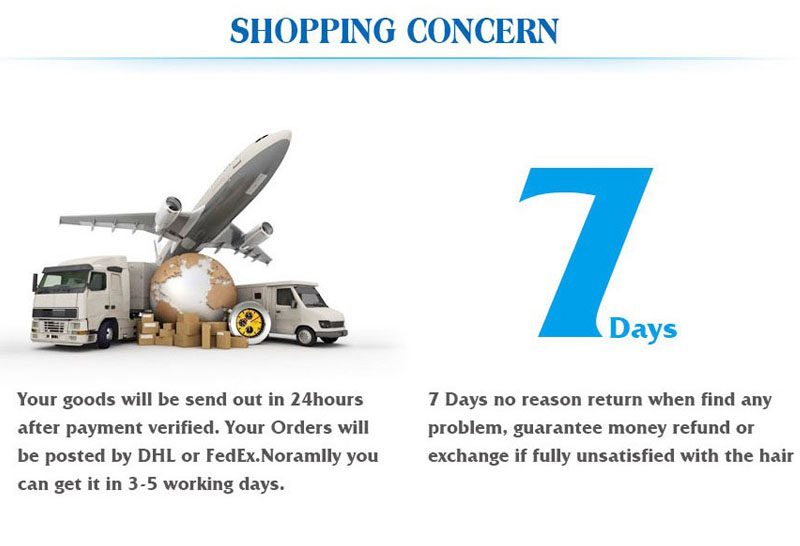 SHOPPING CONCERN
7 Days
Your goods will be send out in 24hours
after payment verified. Your Orders will
be posted by DHL or FedEx.Noramlly you
can get it in 3-5 working days.
7 Days no reason return when find any
problem, guarantee money refund or
exchange if fully unsatisfied with the hair